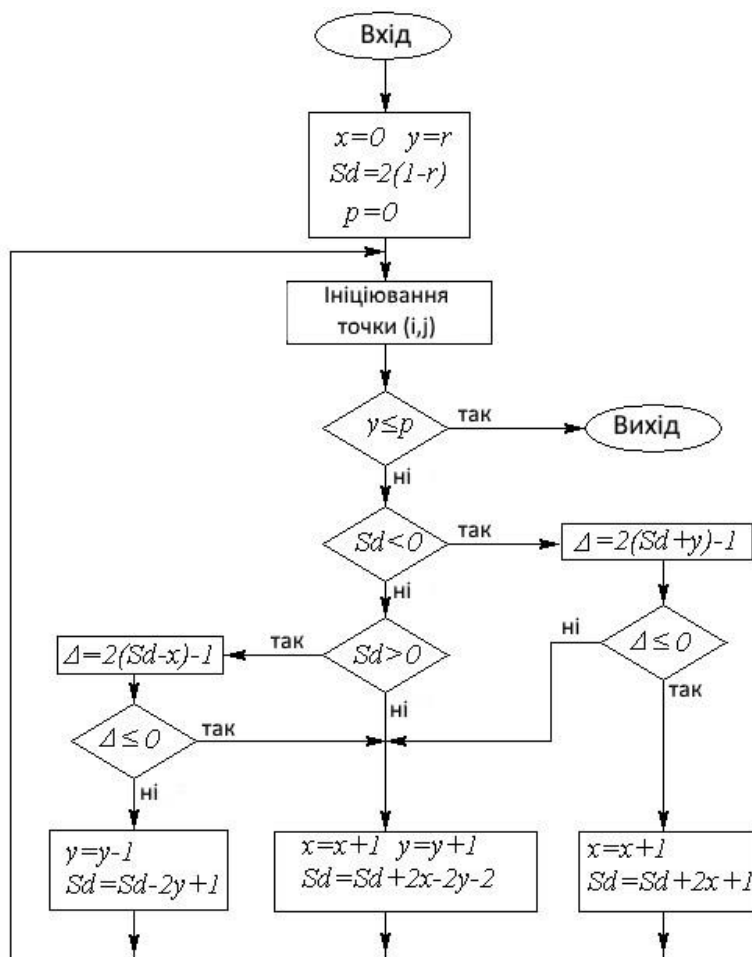 Вхід
x=0 y=r
Sd=2(1-r)
p=0
Ініціювання
точки (i,j)
y≤p
так
Вихід
ні
Sd<0
так
Δ=2(Sd+y)-1
ні
Δ=2(Sd-x)-1
так
Sd>0
ні
Δ≤0
так
ні
Δ≤0
так
ні
y=y-1
Sd=Sd-2y+1
x=x+1 y=y+1
Sd=Sd+2x-2y-2
x=x+1
Sd=Sd+2x+1